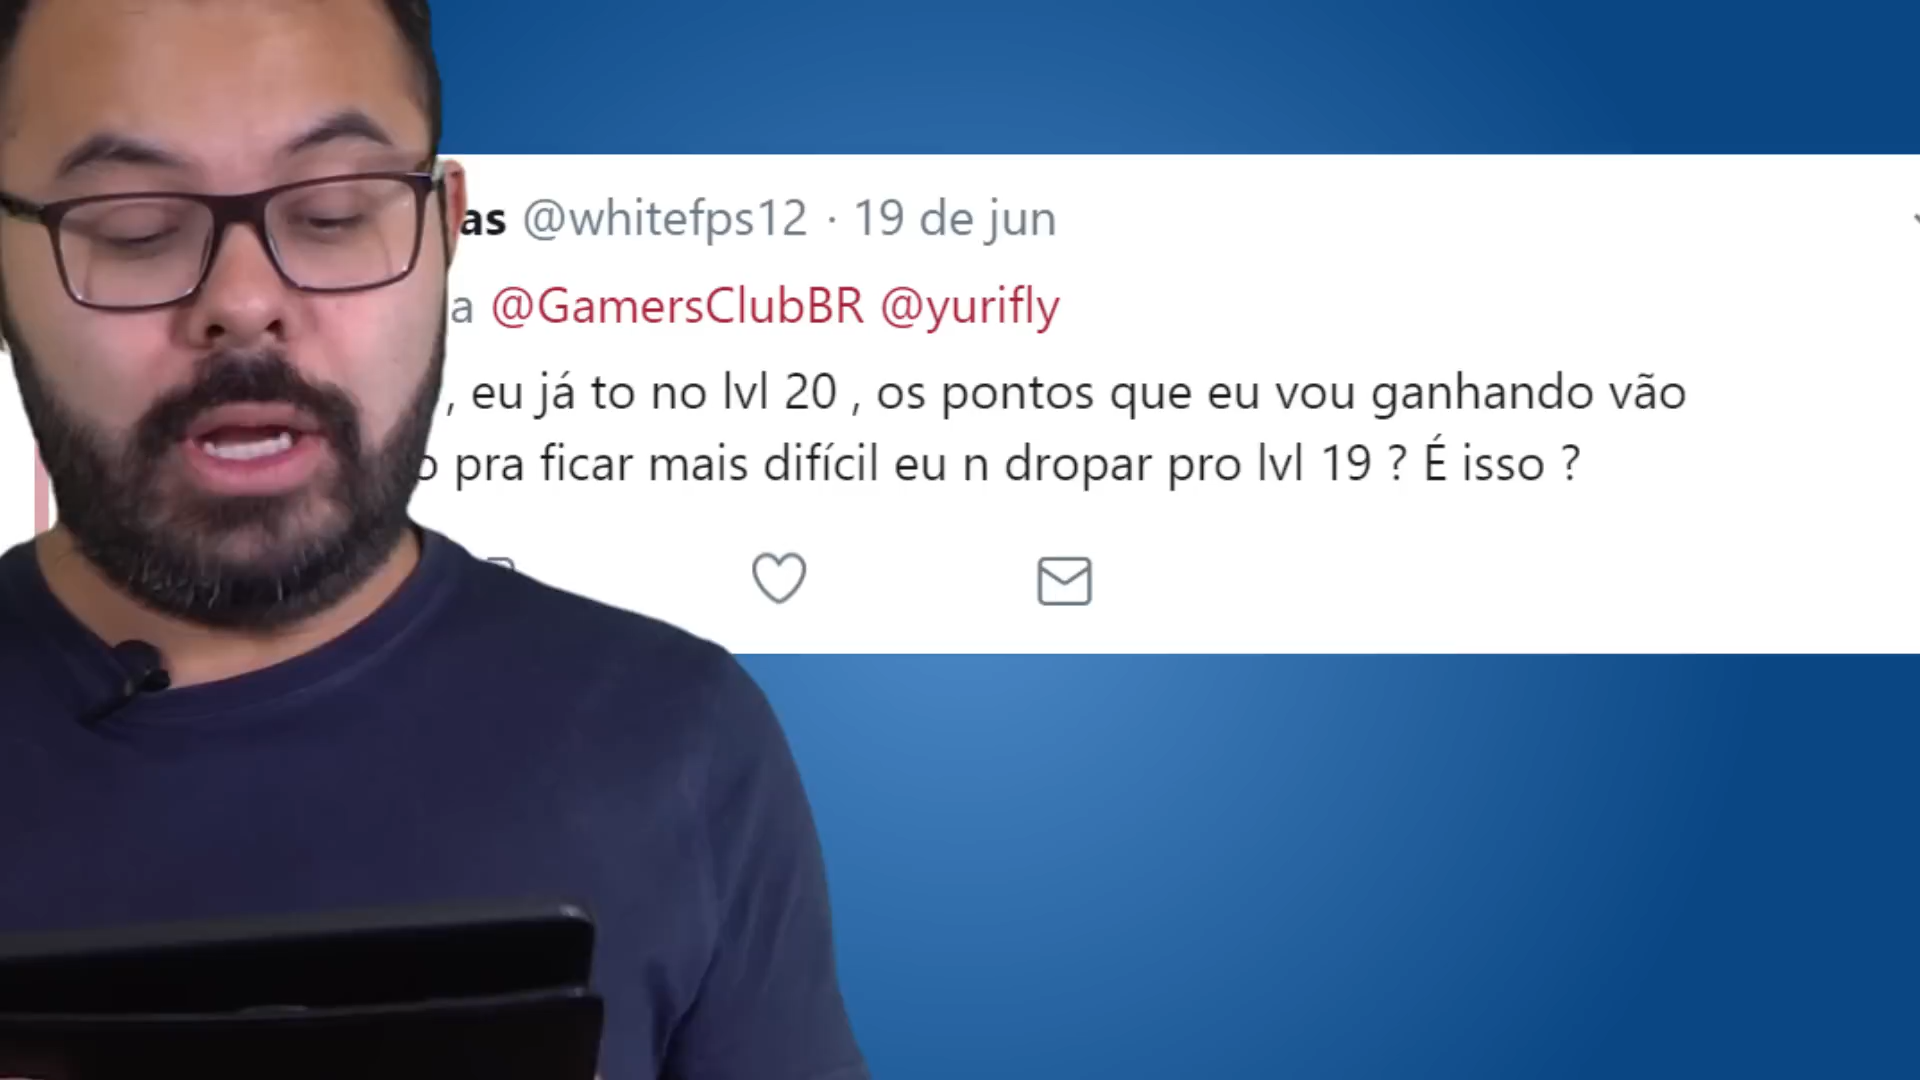 @whitefps12 · 19 de jun
a @GamersClubBR @yurifly
, eu já to no lvl 20 , os pontos que eu vou ganhando vão
pra ficar mais difícil eu n dropar pro lvl 19 ? É isso ?